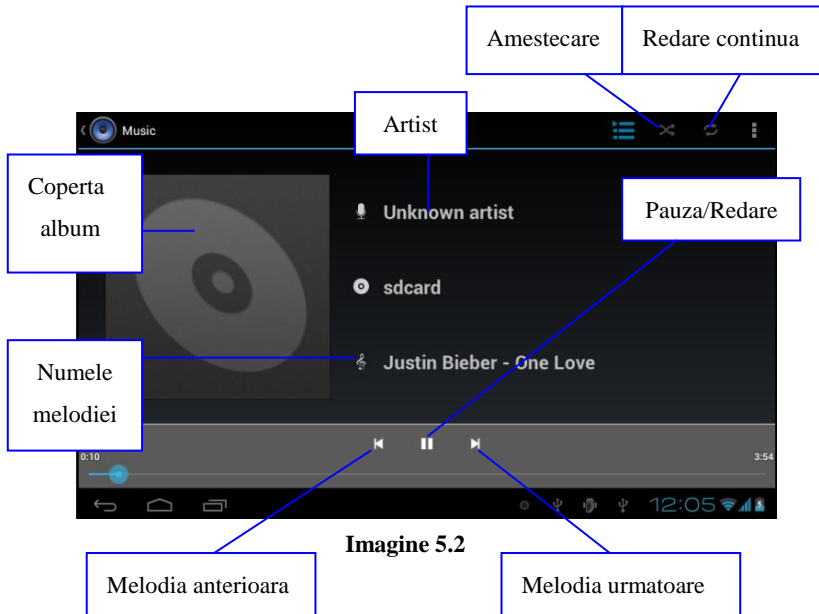 Amestecare
Redare continua
Music
Artist
Coperta
album
Unknown artist
Pauza/Redare
sdcard
Numele
melodiei
Justin Bieber - One Love
0:10
3:54
12:05
Imagine 5.2
Melodia anterioara
Melodia urmatoare